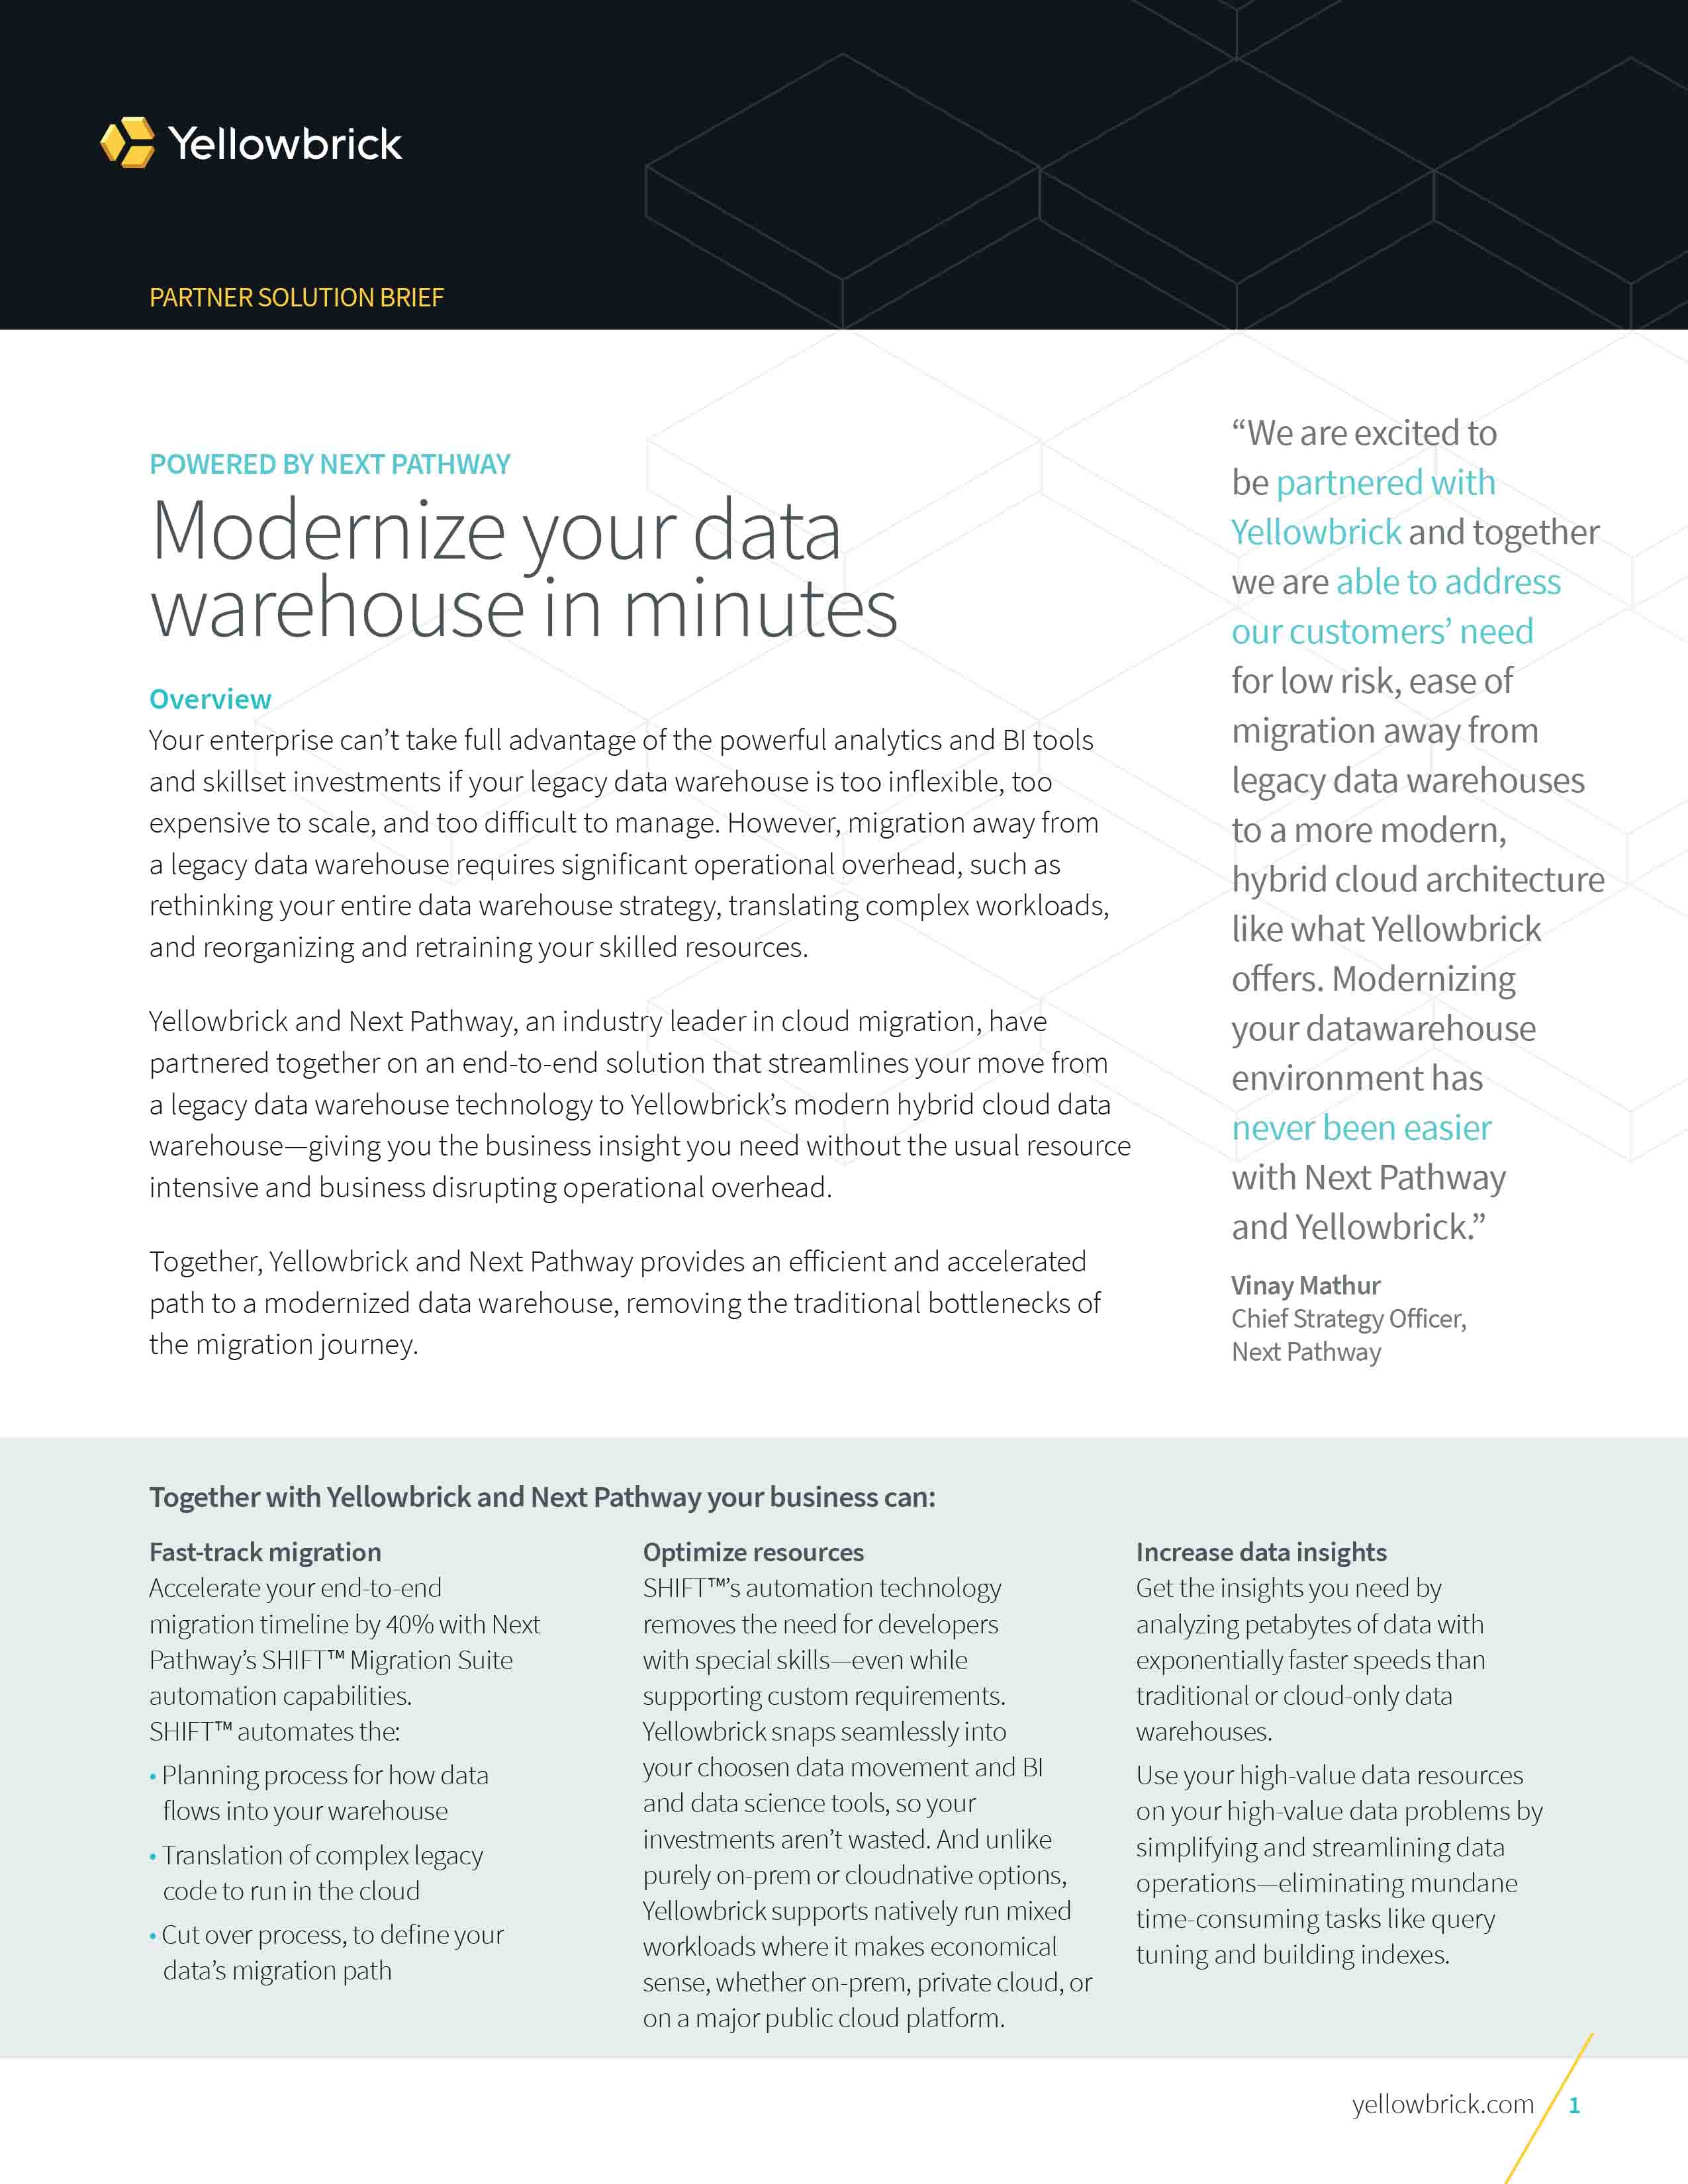 Yellowbrick
PARTNER SOLUTION BRIEF
POWERED BY NEXT PATHWAY
Modernize your data
warehouse in minutes
Overview
Your enterprise can’t take full advantage of the powerful analytics and BI tools
and skillset investments if your legacy data warehouse is too inflexible, too
expensive to scale, and too difficult to manage. However, migration away from
a legacy data warehouse requires significant operational overhead, such as
rethinking your entire data warehouse strategy, translating complex workloads,
and reorganizing and retraining your skilled resources.
Yellowbrick and Next Pathway, an industry leader in cloud migration, have
partnered together on an end-to-end solution that streamlines your move from
a legacy data warehouse technology to Yellowbrick’s modern hybrid cloud data
warehouse—giving you the business insight you need without the usual resource
intensive and business disrupting operational overhead.
Together, Yellowbrick and Next Pathway provides an efficient and accelerated
path to a modernized data warehouse, removing the traditional bottlenecks of
the migration journey.
“We are excited to
be partnered with
Yellowbrick and together
we are able to address
our customers’ need
for low risk, ease of
migration away from
legacy data warehouses
to a more modern,
hybrid cloud architecture
like what Yellowbrick
offers. Modernizing
your datawarehouse
environment has
never been easier
with Next Pathway
and Yellowbrick.”
Vinay Mathur
Chief Strategy Officer,
Next Pathway
Together with Yellowbrick and Next Pathway your business can:
Fast-track migration
Accelerate your end-to-end
migration timeline by 40% with Next
Pathway’s SHIFT™ Migration Suite
automation capabilities.
SHIFT™ automates the:
• Planning process for how data
flows into your warehouse
• Translation of complex legacy
code to run in the cloud
• Cut over process, to define your
data’s migration path
Optimize resources
SHIFT™’s automation technology
removes the need for developers
with special skills—even while
supporting custom requirements.
Yellowbrick snaps seamlessly into
your choosen data movement and BI
and data science tools, so your
investments aren’t wasted. And unlike
purely on-prem or cloudnative options,
Yellowbrick supports natively run mixed
workloads where it makes economical
sense, whether on-prem, private cloud, or
on a major public cloud platform.
Increase data insights
Get the insights you need by
analyzing petabytes of data with
exponentially faster speeds than
traditional or cloud-only data
warehouses.
Use your high-value data resources
on your high-value data problems by
simplifying and streamlining data
operations—eliminating mundane
time-consuming tasks like query
tuning and building indexes.
yellowbrick.com 1